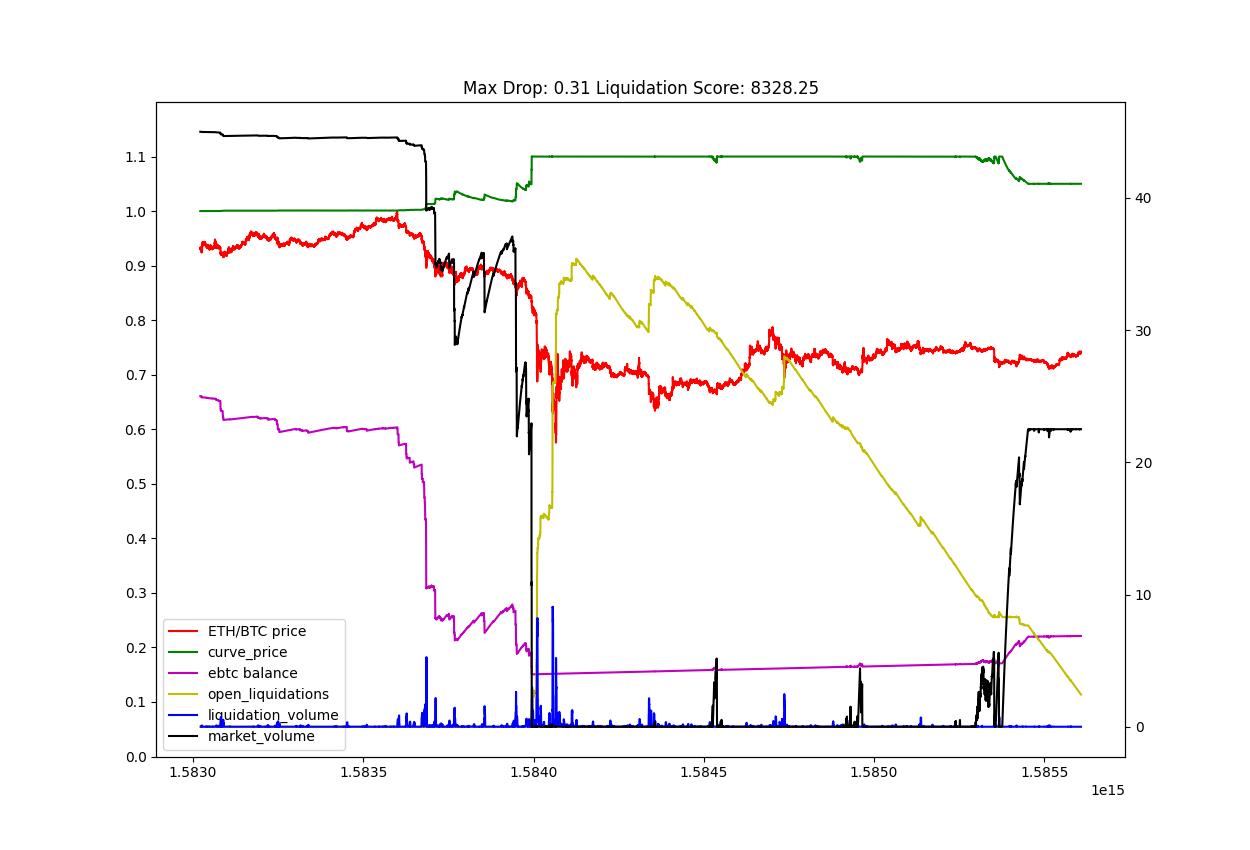 Max Drop: 0.31 Liquidation Score: 8328.25
1.1
1.0
0.9
0.8
0.7
0.6
0.5
0.4
0.3
0.2
0.1
0.0
40
30
20
10
0
ETH/BTC price
curve_price
ebtc balance
open_liquidations
liquidation_volume
market_volume
1.5830
1.5835
1.5840
1.5845
1.5850
1.5855
1e15